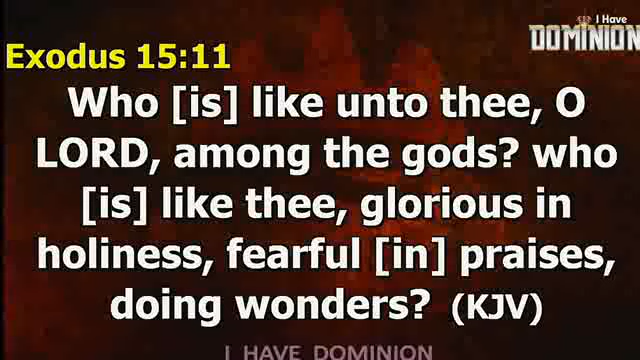 I Have
DOMINION
Exodus 15:11
Who [is] like unto thee, O
LORD, among the gods? who
[is] like thee, glorious in
holiness, fearful [in] praises,
doing wonders? (KJV)
I HAVE DOMINION